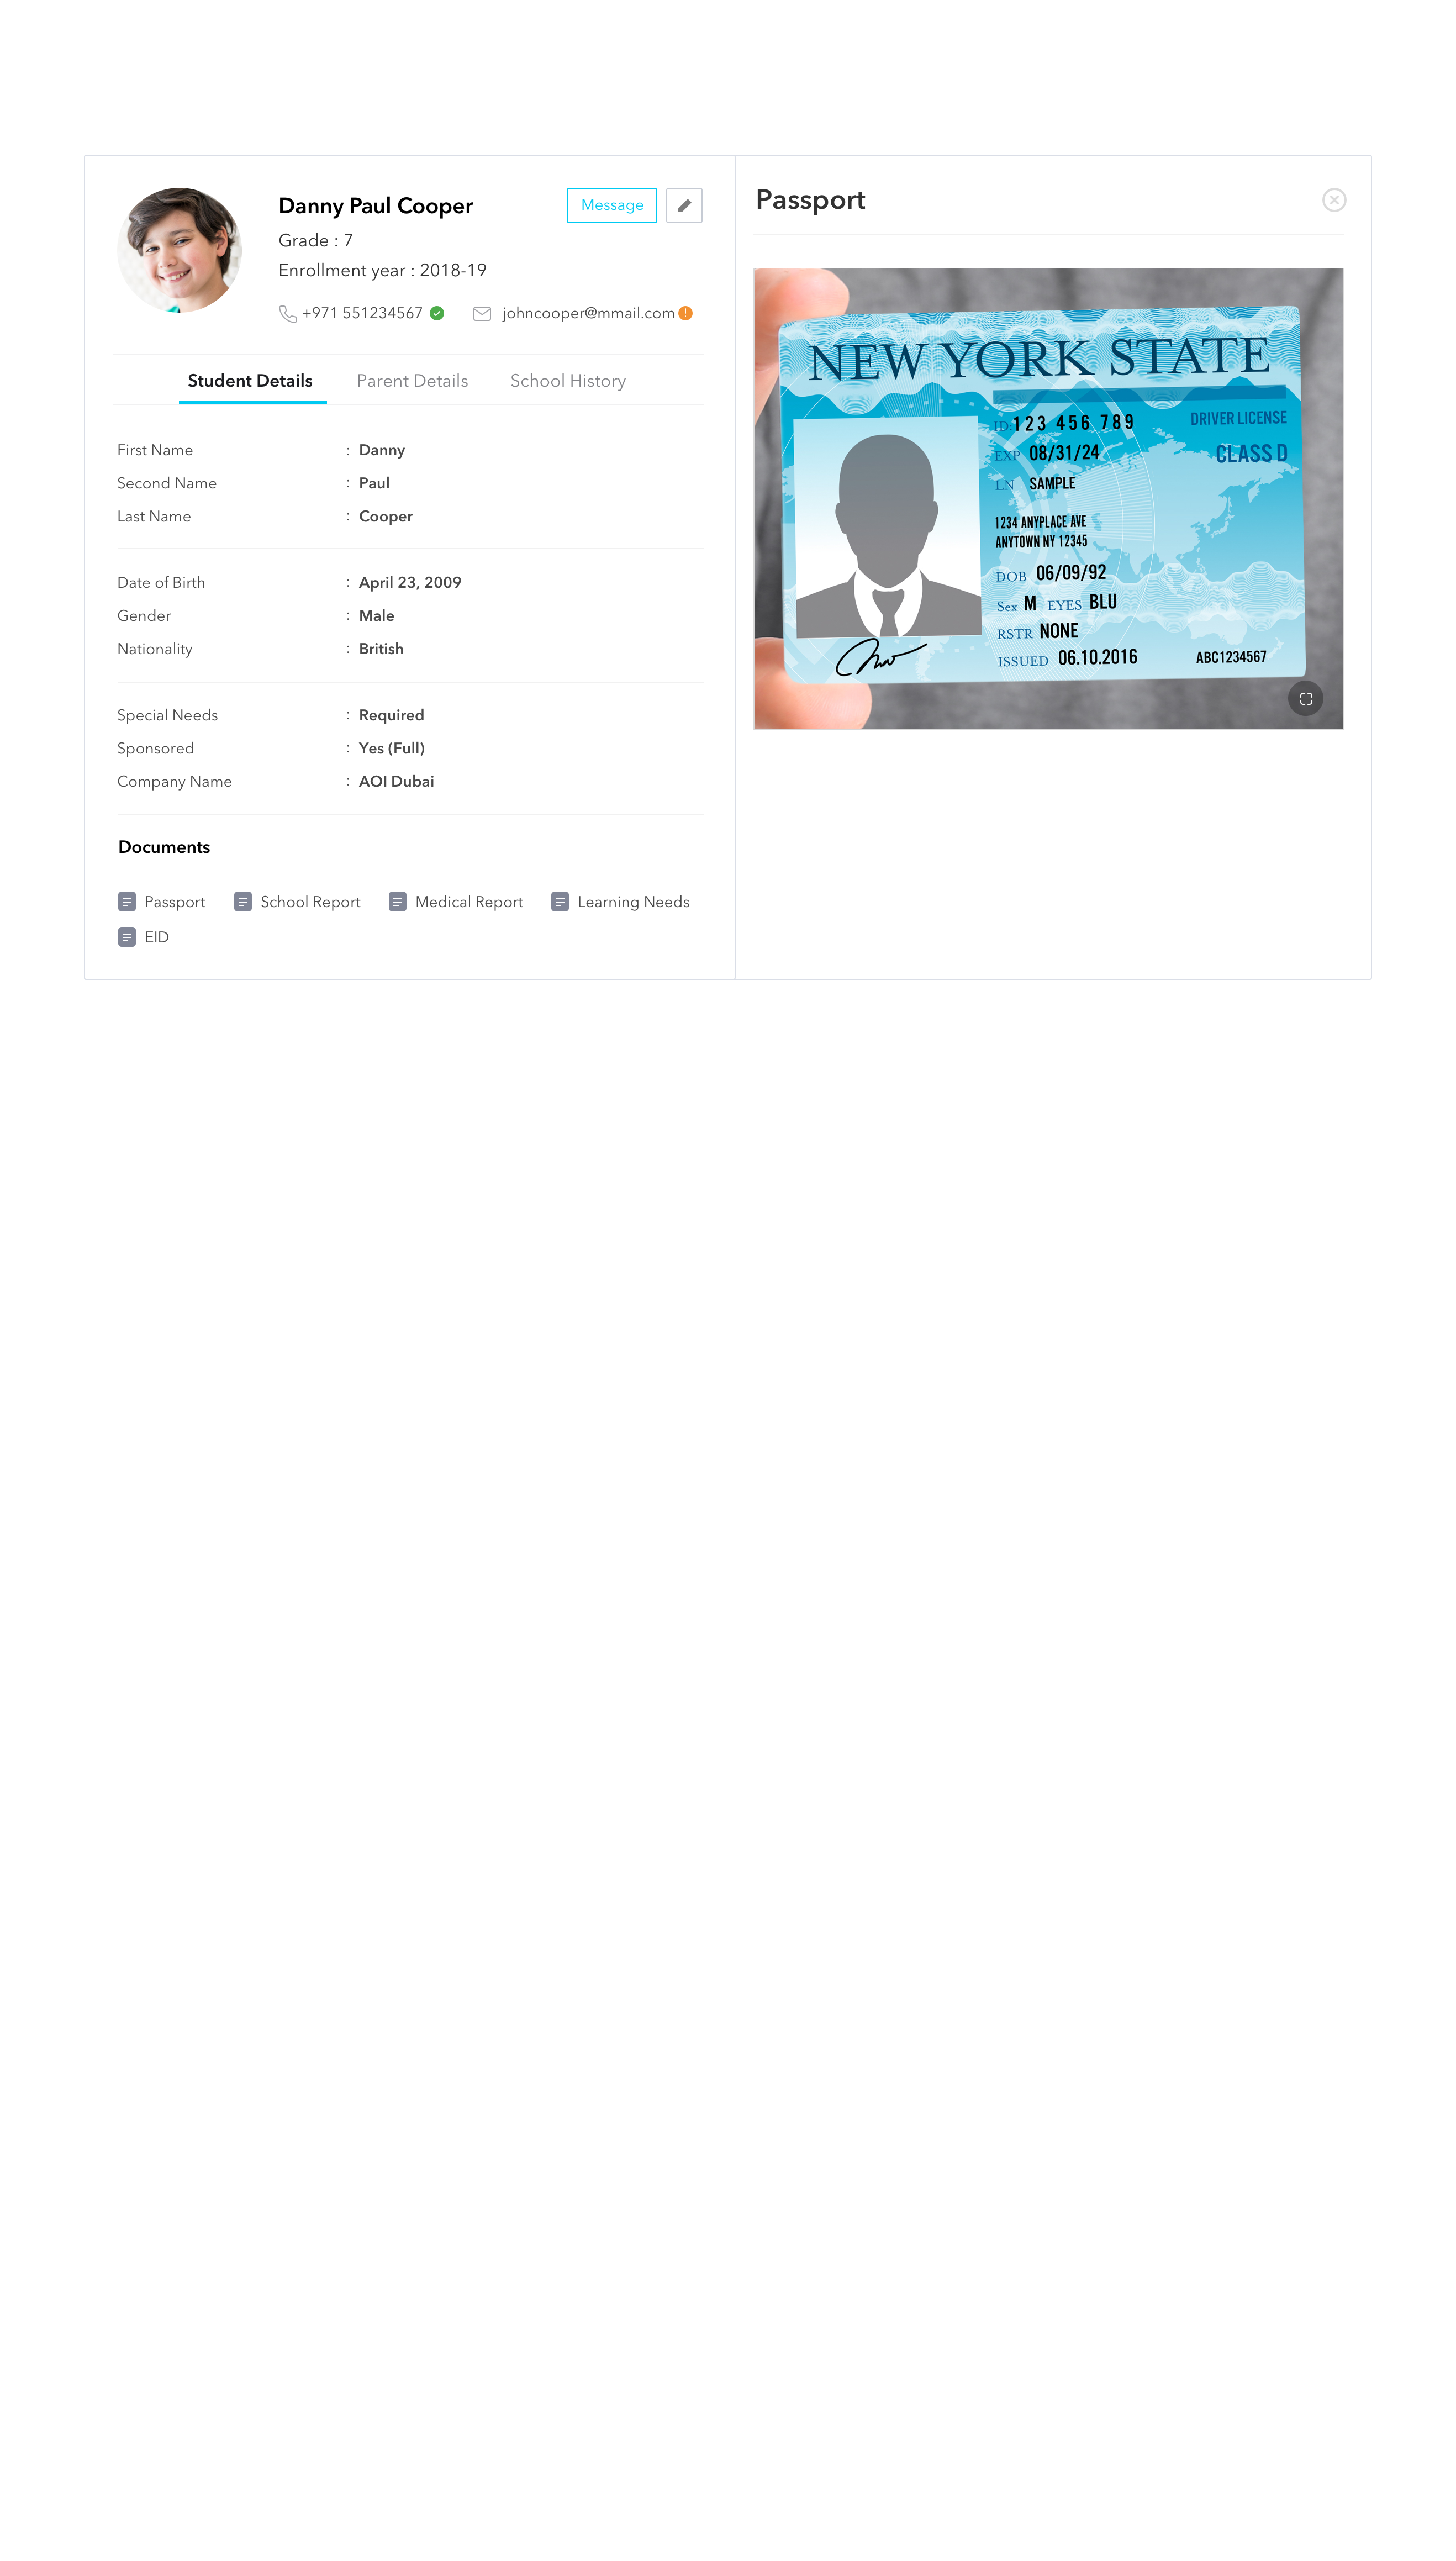 Danny Paul Cooper
Message
Grade : 7
Enrollment year : 2018-19
+971 551234567
johncooper@mmail.com
Student Details
Parent Details
School History
First Name : Danny
Second Name : Paul
Last Name : Cooper
Date of Birth : April 23, 2009
Gender : Male
Nationality : British
Special Needs : Required
Sponsored : Yes (Full)
Company Name : AOI Dubai
Documents
Passport
School Report
Medical Report
Learning Needs
EID
Passport
NEW YORK STATE
ID:123 456 789
DRIVER LICENSE
EXP 08/31/24
CLASS D
LN SAMPLE
1234 ANYPLACE AVE
ANYTOWN NY 12345
DOB 06/09/92
Sex M EYES BLU
RSTR NONE
ISSUED 06.10.2016
ABC1234567